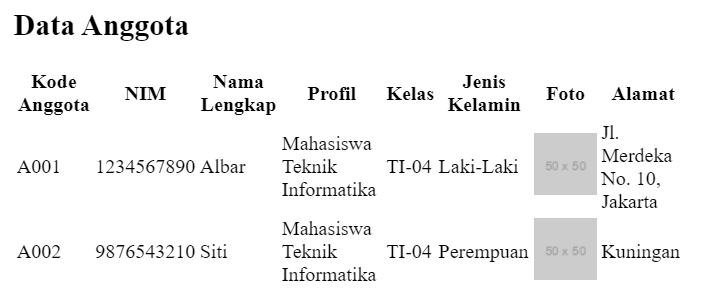 Data Anggota
Kode Anggota NIM Nama Lengkap Profil Kelas Jenis Kelamin Foto Alamat
A001 1234567890 Albar Mahasiswa Teknik Informatika TI-04 Laki-Laki 50 x 50 Jl. Merdeka No. 10, Jakarta
A002 9876543210 Siti Mahasiswa Teknik Informatika TI-04 Perempuan 50 x 50 Kuningan